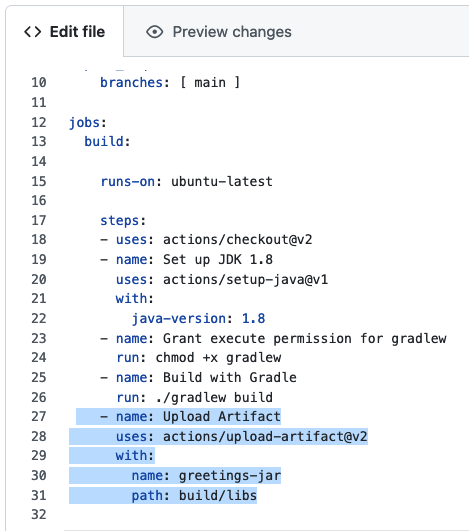 Edit file
Preview changes
10 branches: [ main ]
11
12 jobs:
13 build:
14
15 runs-on: ubuntu-latest
16
17 steps:
18 - uses: actions/checkout@v2
19 - name: Set up JDK 1.8
20 uses: actions/setup-java@v1
21 with:
22 java-version: 1.8
23 - name: Grant execute permission for gradlew
24 run: chmod +x gradlew
25 - name: Build with Gradle
26 run: ./gradlew build
27 - name: Upload Artifact
28 uses: actions/upload-artifact@v2
29 with:
30 name: greetings-jar
31 path: build/libs
32